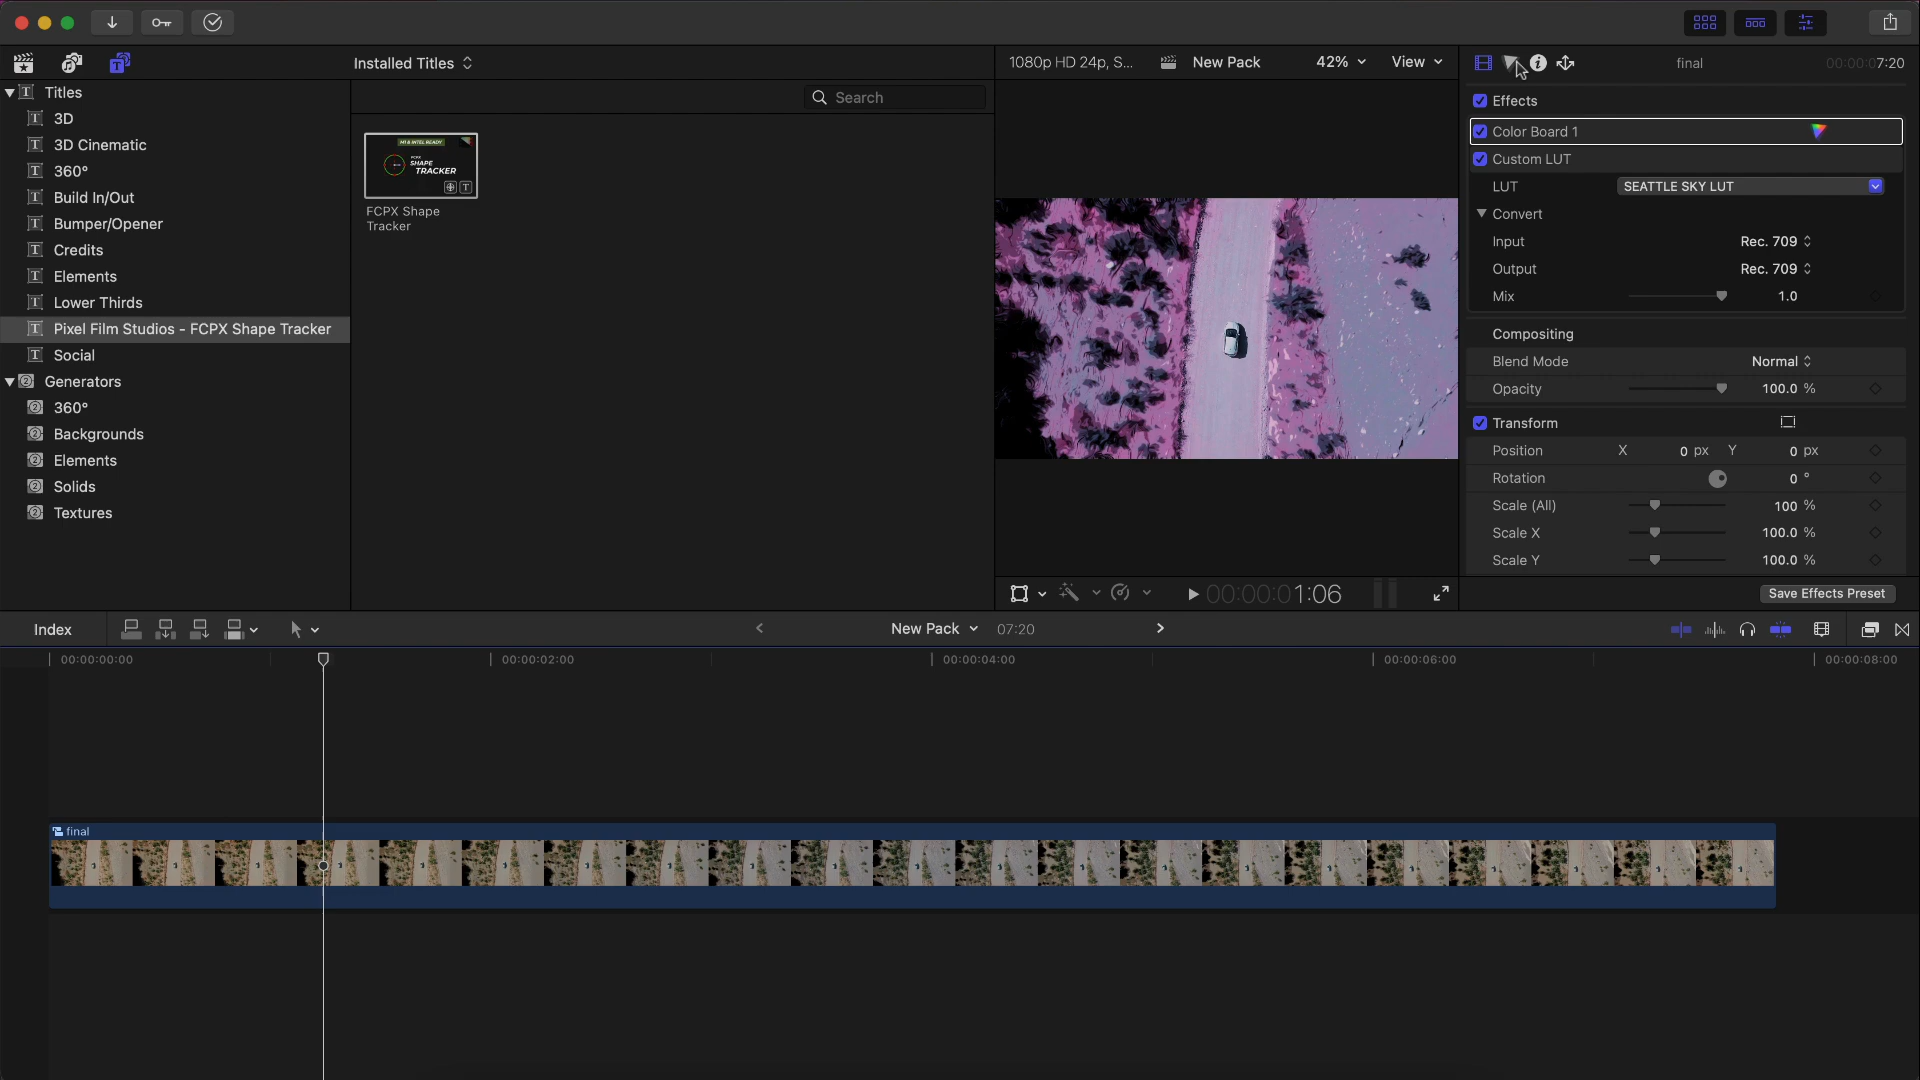 Installed Titles
1080p HD 24p, S...
New Pack
42%
View
final
00:00:00:07:20
Titles
3D
3D Cinematic
360°
Build In/Out
Bumper/Opener
Credits
Elements
Lower Thirds
Pixel Film Studios - FCPX Shape Tracker
Social
Generators
360°
Backgrounds
Elements
Solids
Textures
Search
M1 & INTEL READY
FCPX
SHAPE
TRACKER
FCPX Shape
Tracker
Effects
Color Board 1
Custom LUT
LUT SEATTLE SKY LUT
Convert
Input Rec. 709
Output Rec. 709
Mix 1.0
Compositing
Blend Mode Normal
Opacity 100.0 %
Transform
Position X 0 px Y 0 px
Rotation 0 °
Scale (All) 100 %
Scale X 100.0 %
Scale Y 100.0 %
00:00:01:06
Save Effects Preset
Index
New Pack
07:20
00:00:00:00
00:00:02:00
00:00:04:00
00:00:06:00
00:00:08:00
final